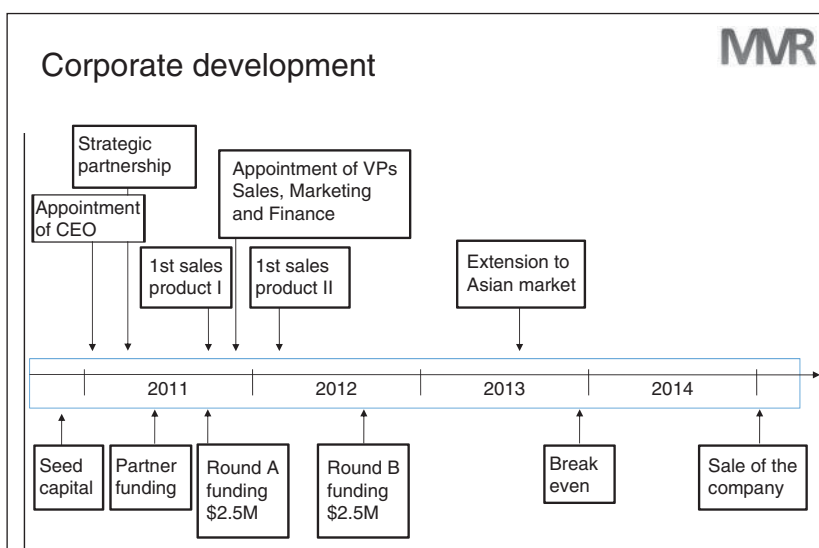 MVR
Corporate development
Strategic
partnership
Appointment of VPs
Sales, Marketing
and Finance
Appointment
of CEO
1st sales
product I
1st sales
product II
Extension to
Asian market
2011
2012
2013
2014
Seed
capital
Partner
funding
Round A
funding
$2.5M
Round B
funding
$2.5M
Break
even
Sale of the
company